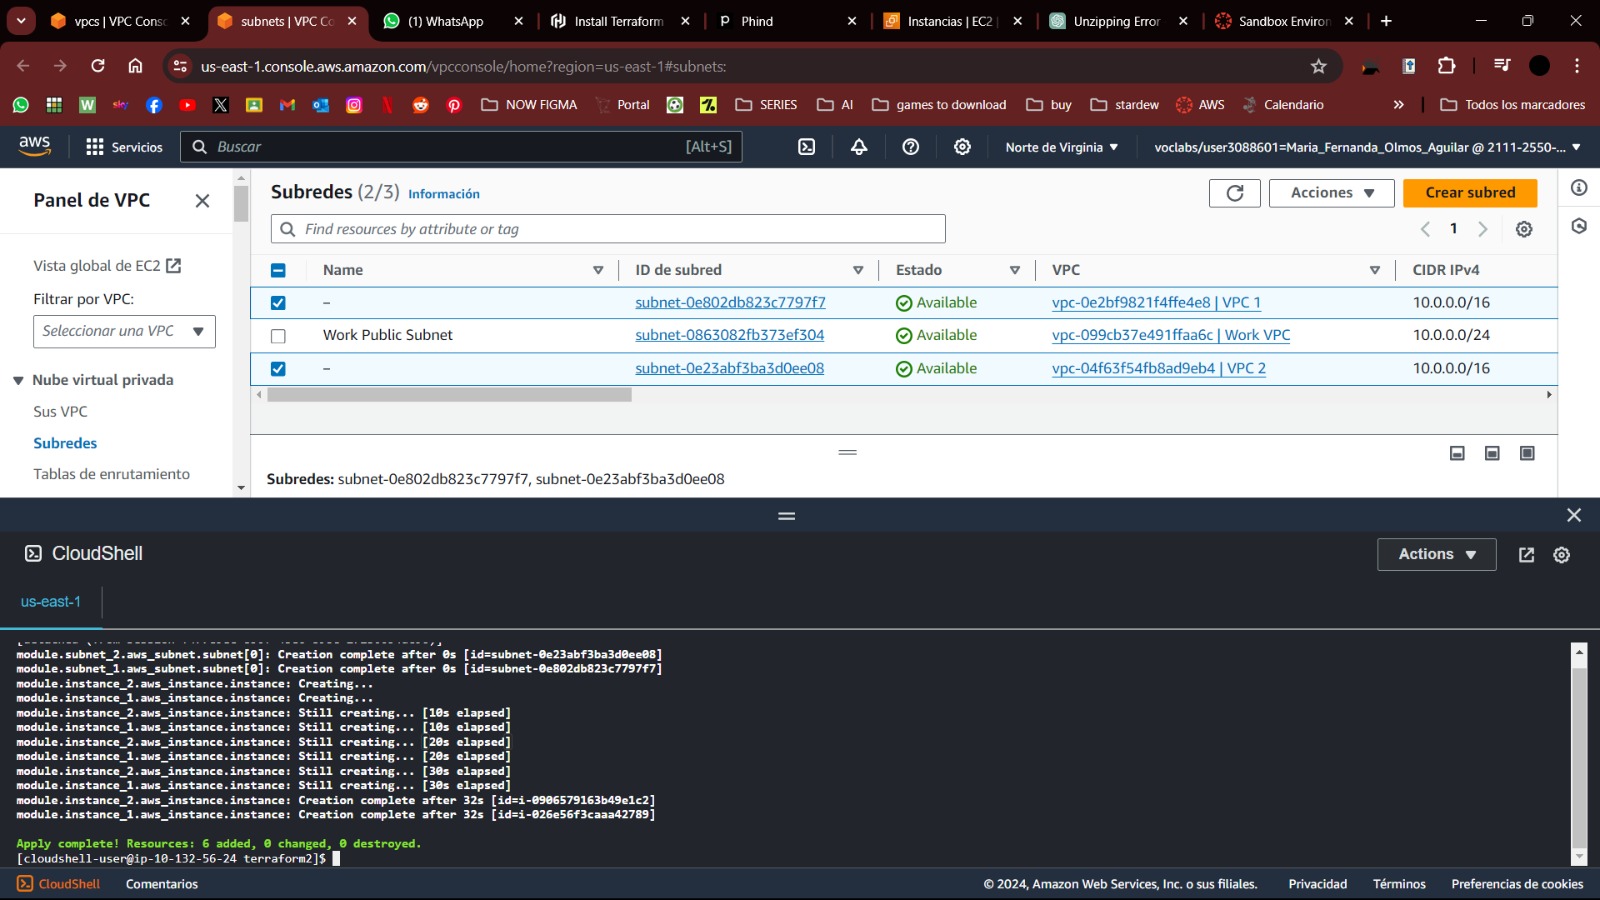 vpcs | VPC Consc
subnets | VPC Co
(1) WhatsApp
Install Terraform
Phind
Instancias | EC2
Unzipping Error
Sandbox Environ
us-east-1.console.aws.amazon.com/vpcconsole/home?region=us-east-1#subnets:
NOW FIGMA
Portal
SERIES
AI
games to download
buy
stardew
AWS
Calendario
Todos los marcadores
aws
Servicios
Buscar
[Alt+S]
Norte de Virginia
voclabs/user3088601=Maria_Fernanda_Olmos_Aguilar @ 2111-2550-...
Panel de VPC
Vista global de EC2
Filtrar por VPC:
Seleccionar una VPC
Nube virtual privada
Sus VPC
Subredes
Tablas de enrutamiento
Subredes (2/3) Información
Acciones
Crear subred
Find resources by attribute or tag
1
Name ID de subred Estado VPC CIDR IPv4
– subnet-0e802db823c7797f7 Available vpc-0e2bf9821f4ffe4e8 | VPC 1 10.0.0.0/16
Work Public Subnet subnet-0863082fb373ef304 Available vpc-099cb37e491ffaa6c | Work VPC 10.0.0.0/24
– subnet-0e23abf3ba3d0ee08 Available vpc-04f63f54fb8ad9eb4 | VPC 2 10.0.0.0/16
Subredes: subnet-0e802db823c7797f7, subnet-0e23abf3ba3d0ee08
CloudShell
Actions
us-east-1
module.subnet_2.aws_subnet.subnet[0]: Creation complete after 0s [id=subnet-0e23abf3ba3d0ee08]
module.subnet_1.aws_subnet.subnet[0]: Creation complete after 0s [id=subnet-0e802db823c7797f7]
module.instance_2.aws_instance.instance: Creating...
module.instance_1.aws_instance.instance: Creating...
module.instance_2.aws_instance.instance: Still creating... [10s elapsed]
module.instance_1.aws_instance.instance: Still creating... [10s elapsed]
module.instance_2.aws_instance.instance: Still creating... [20s elapsed]
module.instance_1.aws_instance.instance: Still creating... [20s elapsed]
module.instance_2.aws_instance.instance: Still creating... [30s elapsed]
module.instance_1.aws_instance.instance: Still creating... [30s elapsed]
module.instance_2.aws_instance.instance: Creation complete after 32s [id=i-0906579163b49e1c2]
module.instance_1.aws_instance.instance: Creation complete after 32s [id=i-026e56f3caaa42789]
Apply complete! Resources: 6 added, 0 changed, 0 destroyed.
[cloudshell-user@ip-10-132-56-24 terraform2]$
CloudShell
Comentarios
© 2024, Amazon Web Services, Inc. o sus filiales.
Privacidad
Términos
Preferencias de cookies